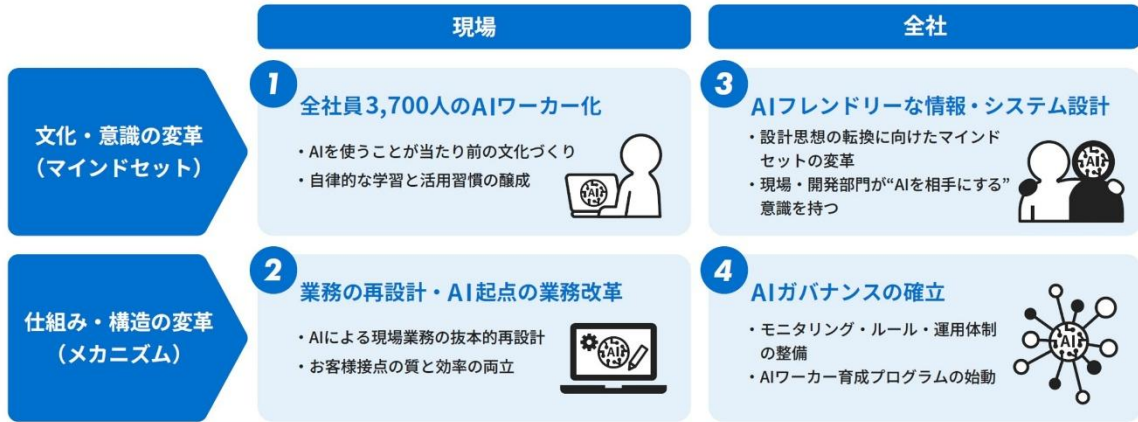 現場
全社
文化・意識の変革
（マインドセット）
1
全社員3,700人のAIワーカー化
・AIを使うことが当たり前の文化づくり
・自律的な学習と活用習慣の醸成
AI
3
AIフレンドリーな情報・システム設計
・設計思想の転換に向けたマインド
セットの変革
・現場・開発部門が“AIを相手にする”
意識を持つ
AI
仕組み・構造の変革
（メカニズム）
2
業務の再設計・AI起点の業務改革
・AIによる現場業務の抜本的再設計
・お客様接点の質と効率の両立
AI
4
AIガバナンスの確立
・モニタリング・ルール・運用体制
の整備
・AIワーカー育成プログラムの始動
AI